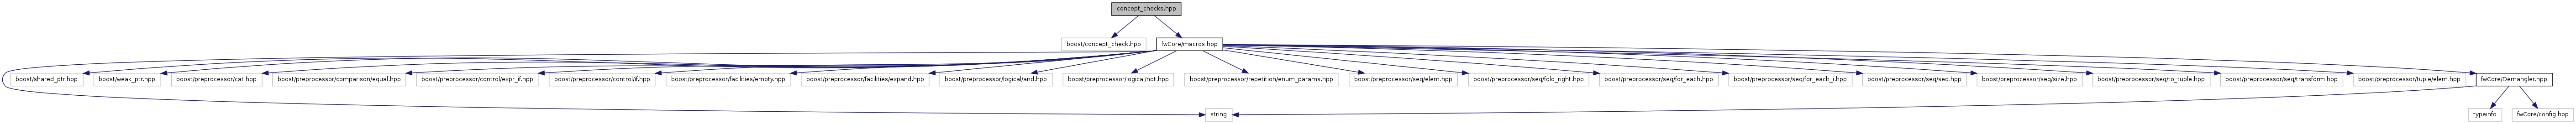 concept_checks.hpp
boost/concept_check.hpp
fwCore/macros.hpp
boost/shared_ptr.hpp
boost/weak_ptr.hpp
boost/preprocessor/cat.hpp
boost/preprocessor/comparison/equal.hpp
boost/preprocessor/control/expr_if.hpp
boost/preprocessor/control/if.hpp
boost/preprocessor/facilities/empty.hpp
boost/preprocessor/facilities/expand.hpp
boost/preprocessor/logical/and.hpp
boost/preprocessor/logical/not.hpp
boost/preprocessor/repetition/enum_params.hpp
boost/preprocessor/seq/elem.hpp
boost/preprocessor/seq/fold_right.hpp
boost/preprocessor/seq/for_each.hpp
boost/preprocessor/seq/for_each_i.hpp
boost/preprocessor/seq/seq.hpp
boost/preprocessor/seq/size.hpp
boost/preprocessor/seq/to_tuple.hpp
boost/preprocessor/seq/transform.hpp
boost/preprocessor/tuple/elem.hpp
fwCore/Demangler.hpp
string
typeinfo
fwCore/config.hpp